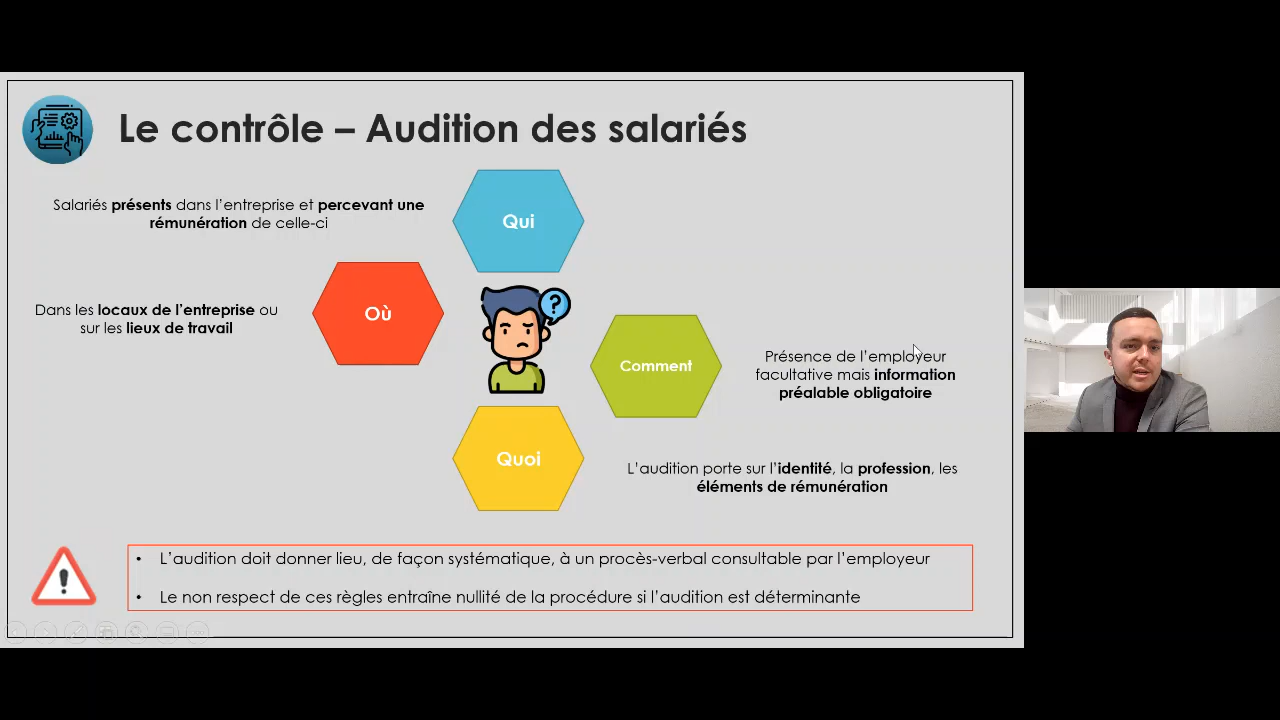 Le contrôle – Audition des salariés
Qui
Salariés présents dans l’entreprise et percevant une
rémunération de celle-ci
Où
Dans les locaux de l’entreprise ou
sur les lieux de travail
?
Comment
Présence de l’employeur
facultative mais information
préalable obligatoire
Quoi
L’audition porte sur l’identité, la profession, les
éléments de rémunération
!
• L’audition doit donner lieu, de façon systématique, à un procès-verbal consultable par l’employeur
• Le non respect de ces règles entraîne nullité de la procédure si l’audition est déterminante